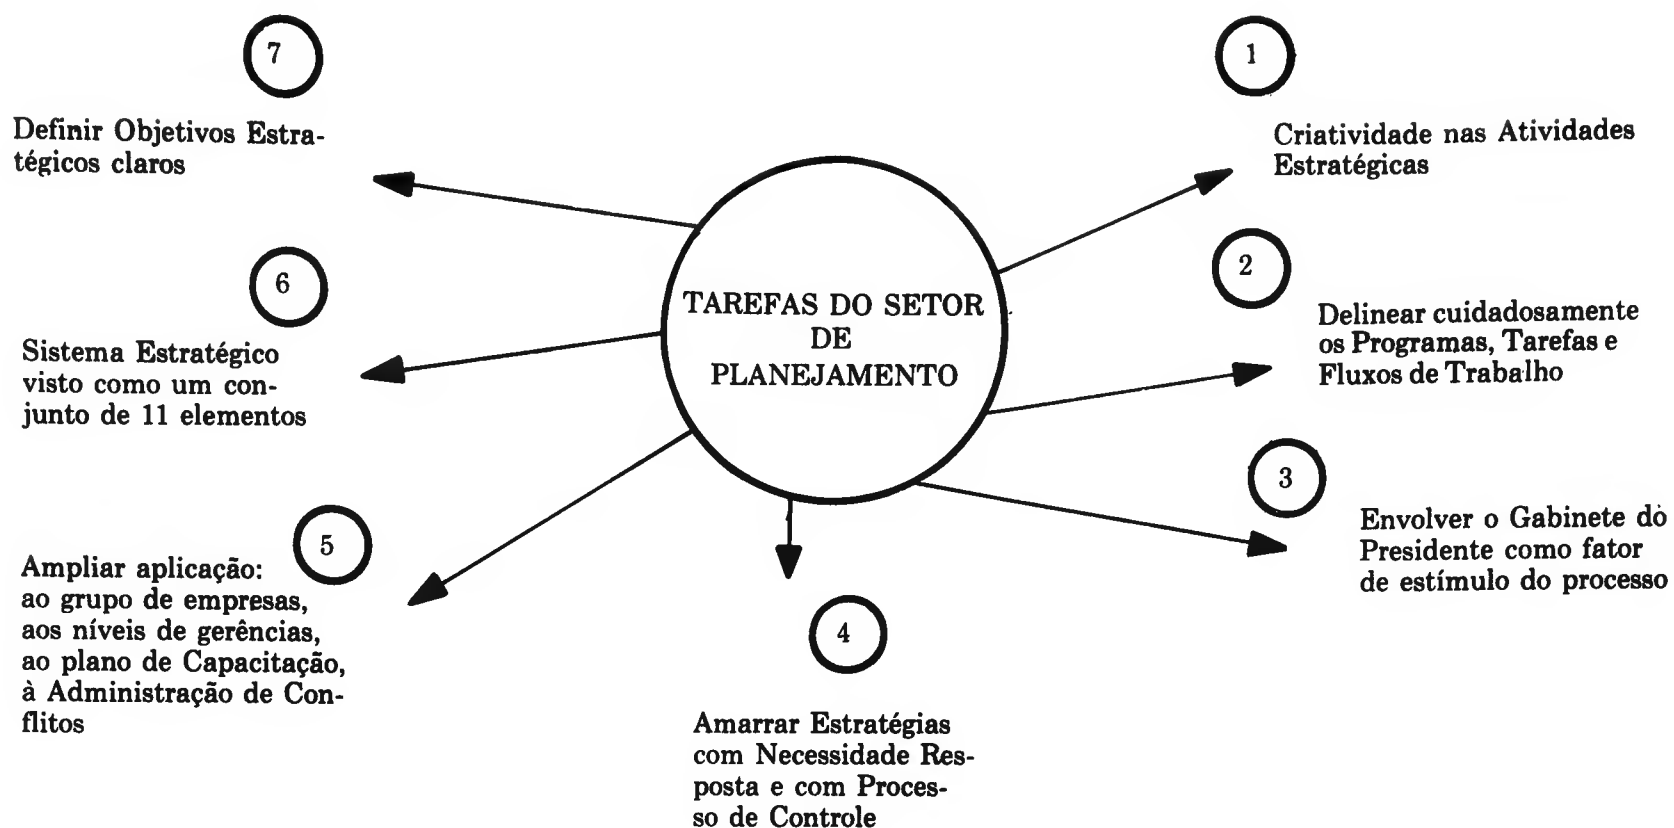 TAREFAS DO SETOR
DE
PLANEJAMENTO
1
Criatividade nas Atividades
Estratégicas
2
Delinear cuidadosamente
os Programas, Tarefas e
Fluxos de Trabalho
3
Envolver o Gabinete do
Presidente como fator
de estímulo do processo
4
Amarrar Estratégias
com Necessidade Res-
posta e com Proces-
so de Controle
5
Ampliar aplicação:
ao grupo de empresas,
aos níveis de gerências,
ao plano de Capacitação,
à Administração de Con-
flitos
6
Sistema Estratégico
visto como um con-
junto de 11 elementos
7
Definir Objetivos Estra-
tégicos claros